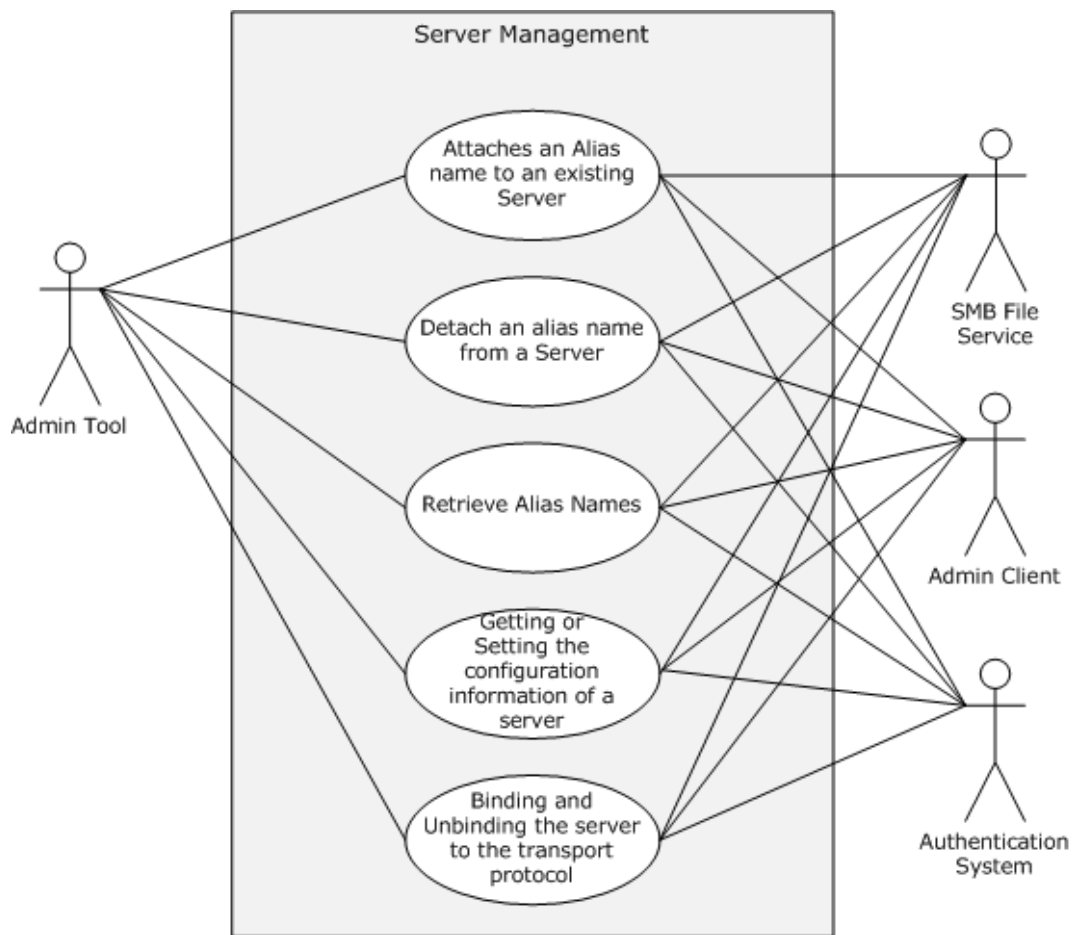 Server Management
Attaches an Alias
name to an existing
Server
SMB File
Service
Detach an alias name
from a Server
Admin Tool
Retrieve Alias Names
Admin Client
Getting or
Setting the
configuration
information of a
server
Binding and
Unbinding the server
to the transport
protocol
Authentication
System